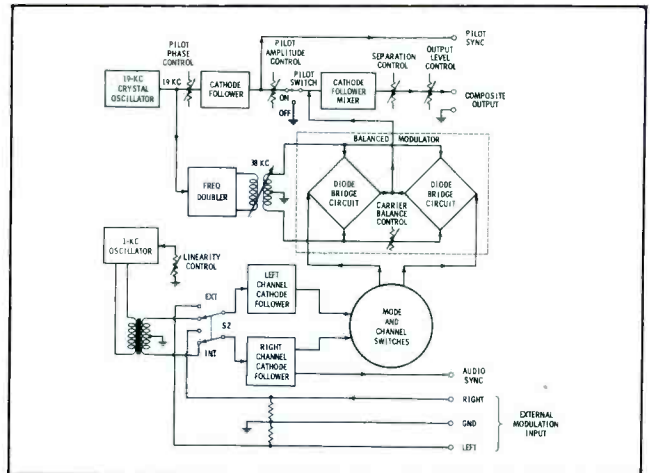 PILOT
PHASE
CONTROL
PILOT
AMPLITUDE
CONTROL
PILOT
SWITCH
SEPARATION
CONTROL
OUTPUT
LEVEL
CONTROL
PILOT
SYNC
19-KC
CRYSTAL
OSCILLATOR
19 KC
CATHODE
FOLLOWER
ON
OFF
CATHODE
FOLLOWER
MIXER
COMPOSITE
OUTPUT
BALANCED MODULATOR
38 KC
FREQ
DOUBLER
DIODE
BRIDGE
CIRCUIT
CARRIER
BALANCE
CONTROL
DIODE
BRIDGE
CIRCUIT
1-KC
OSCILLATOR
LINEARITY
CONTROL
EXT
S2
INT
LEFT
CHANNEL
CATHODE
FOLLOWER
RIGHT
CHANNEL
CATHODE
FOLLOWER
MODE
AND
CHANNEL
SWITCHES
AUDIO
SYNC
RIGHT
GND
LEFT
EXTERNAL
MODULATION
INPUT